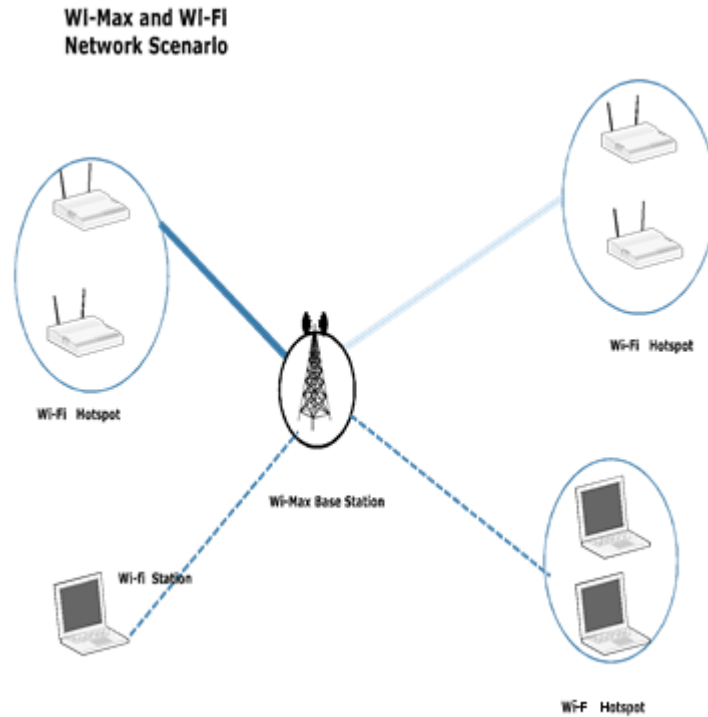 Wi-Max and Wi-Fi
Network Scenario
Wi-Fi Hotspot
Wi-Fi Hotspot
Wi-Max Base Station
Wi-fi Station
Wi-F Hotspot